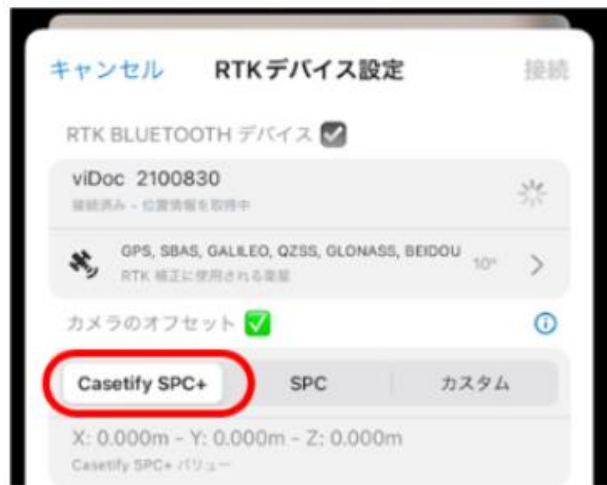 キャンセル RTKデバイス設定 接続
RTK BLUETOOTH デバイス
viDoc 2100830
接続済み - 位置情報を取得中
GPS, SBAS, GALILEO, QZSS, GLONASS, BEIDOU 10°
RTK 補正に使用される衛星
カメラのオフセット
Casetify SPC+ SPC カスタム
X: 0.000m - Y: 0.000m - Z: 0.000m
Casetify SPC+ バリュー